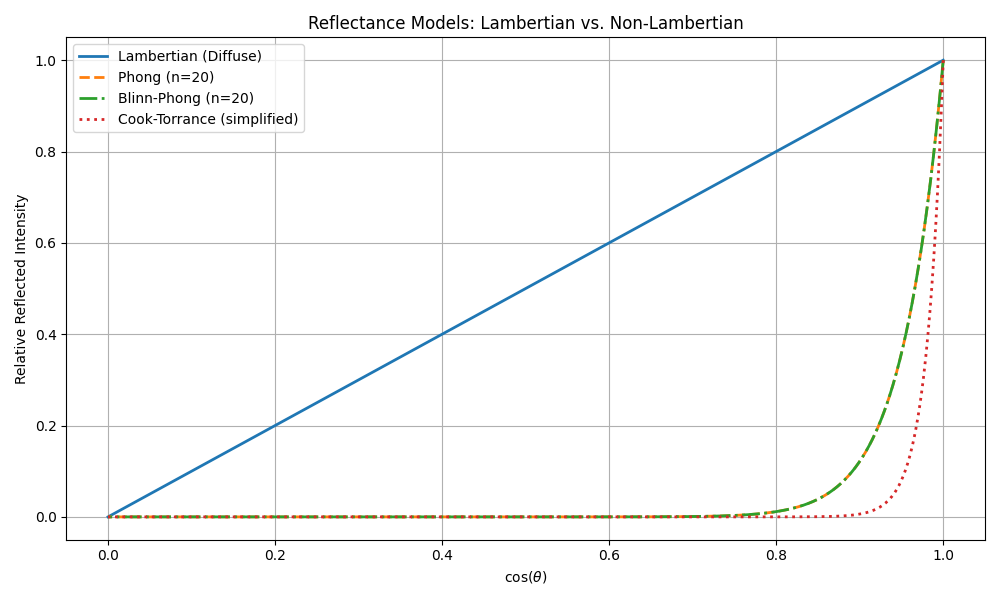 Reflectance Models: Lambertian vs. Non-Lambertian
Lambertian (Diffuse)
Phong (n=20)
Blinn-Phong (n=20)
Cook-Torrance (simplified)
Relative Reflected Intensity
1.0
0.8
0.6
0.4
0.2
0.0
0.0 0.2 0.4 0.6 0.8 1.0
cos(θ)